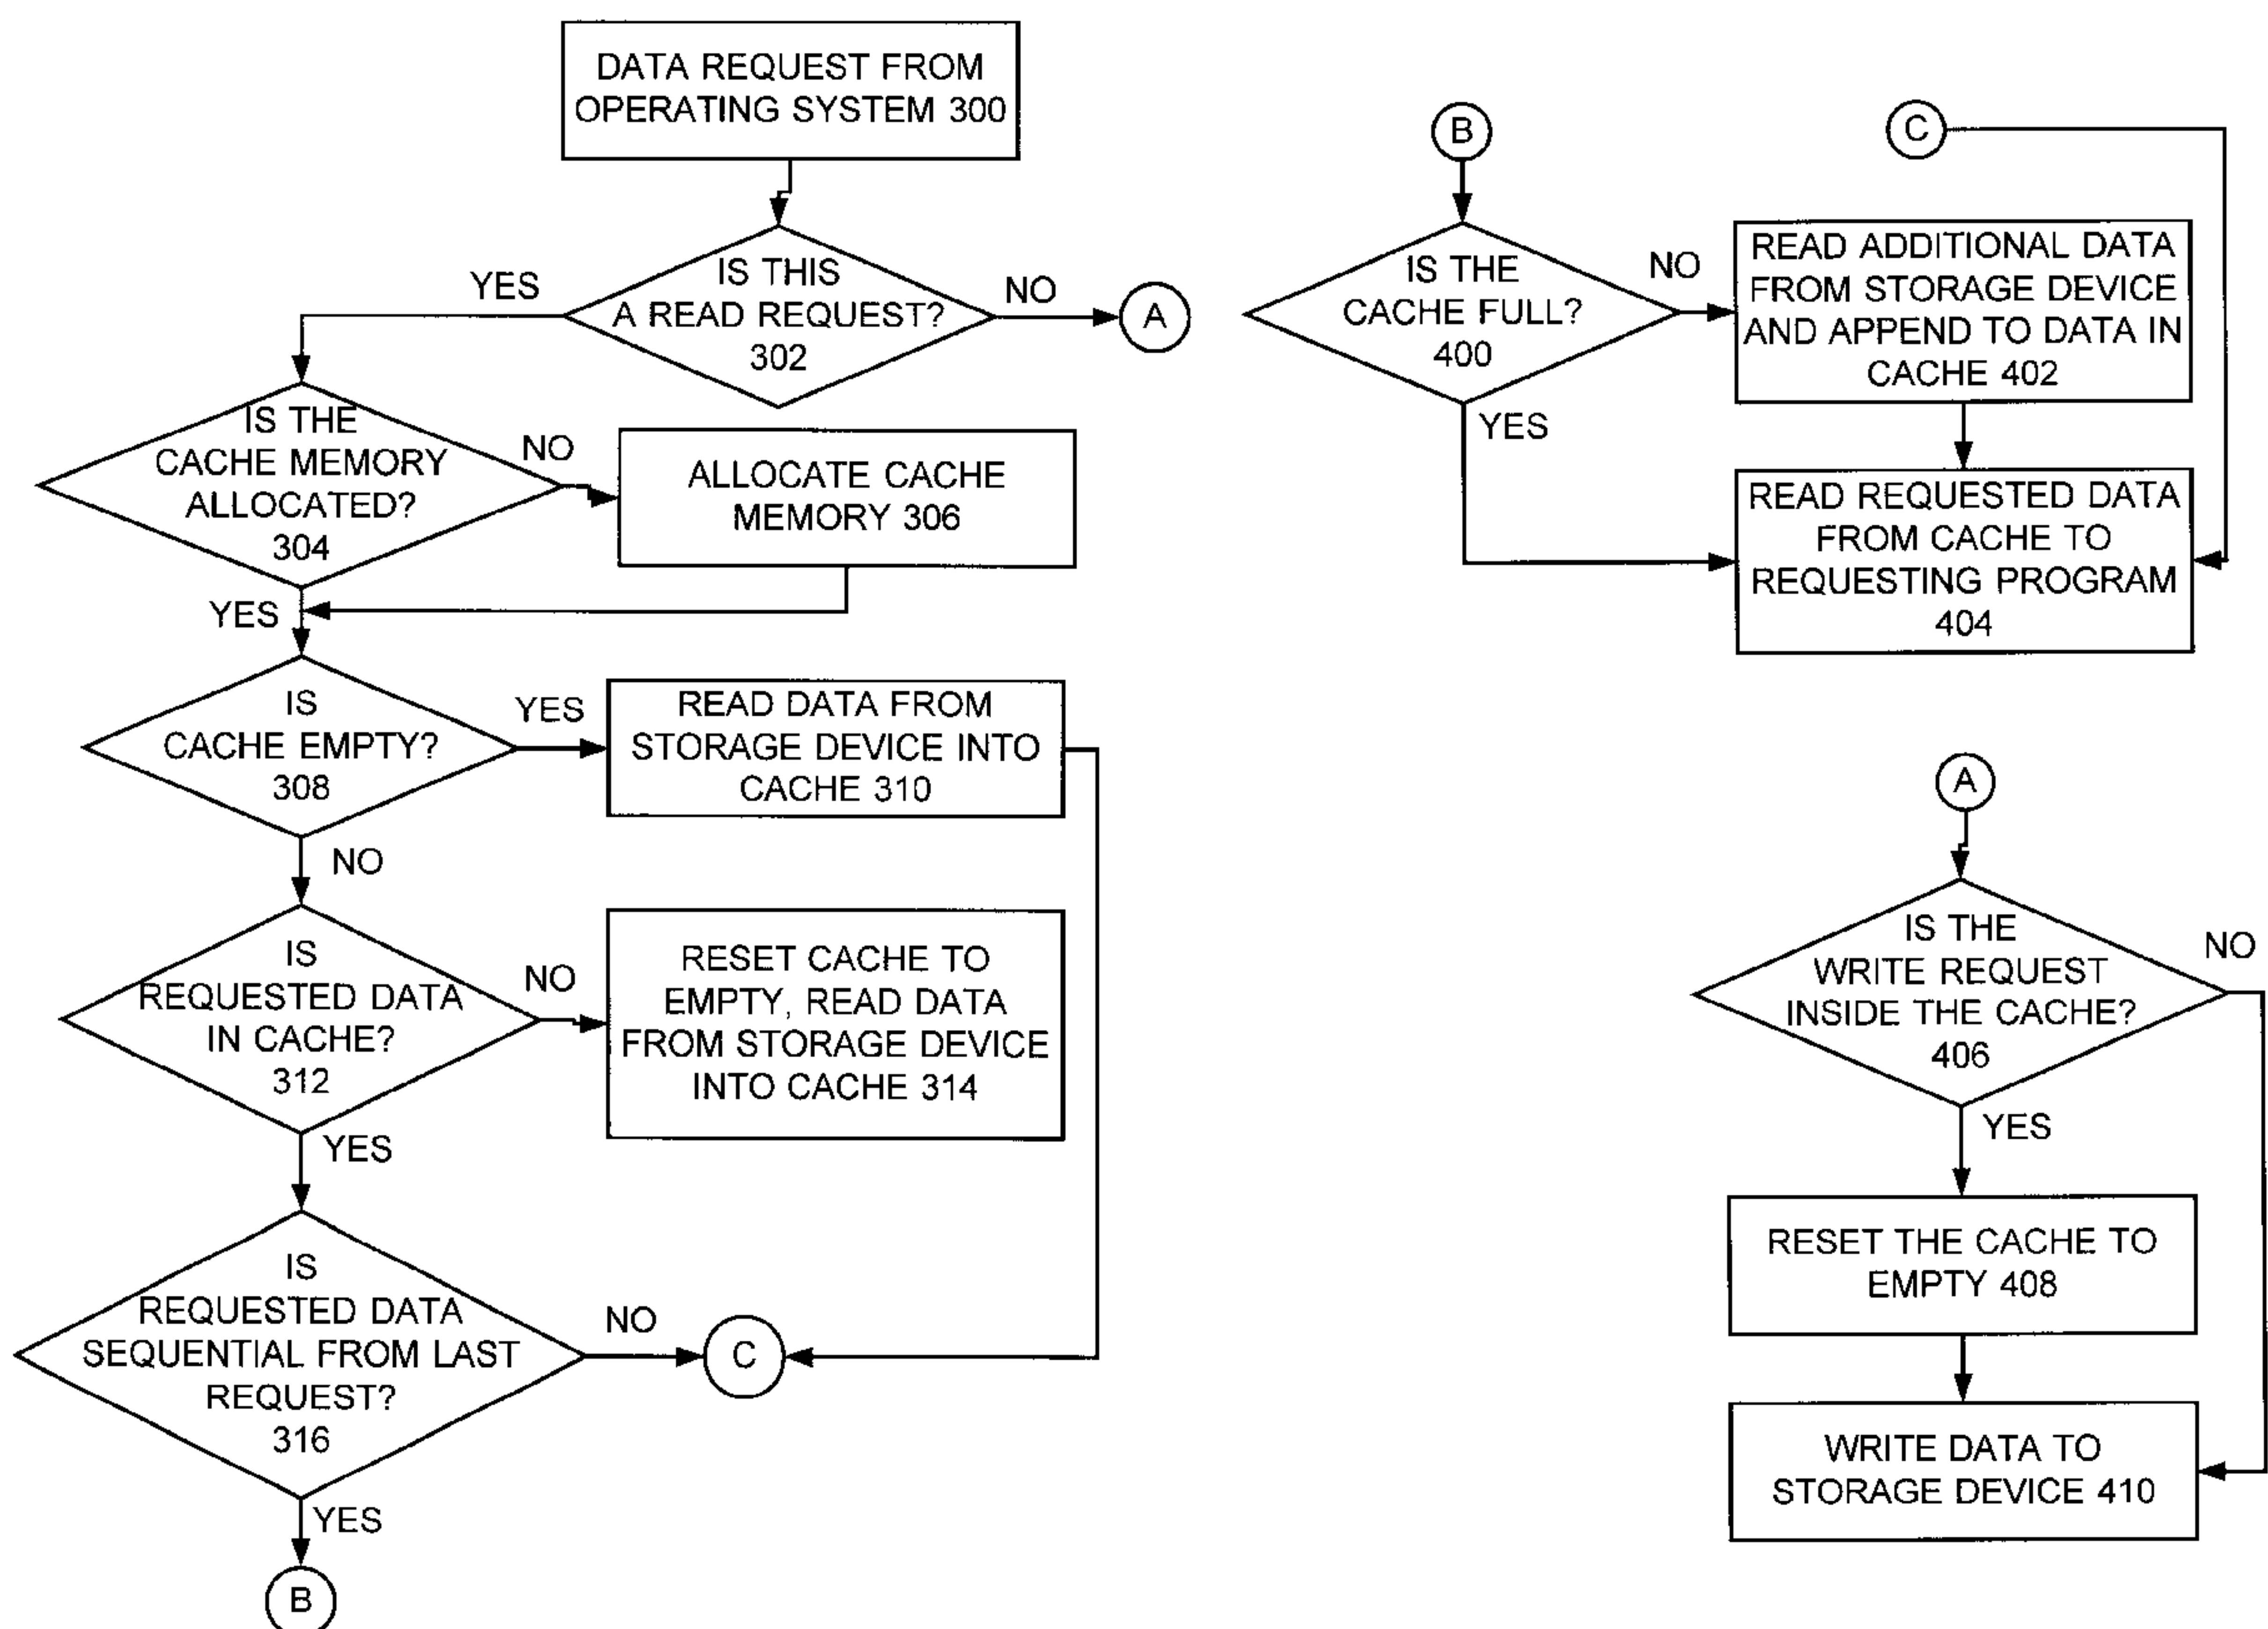 DATA REQUEST FROM
OPERATING SYSTEM 300
IS THIS
A READ REQUEST?
302
YES
NO
A
IS THE
CACHE MEMORY
ALLOCATED?
304
NO
ALLOCATE CACHE
MEMORY 306
YES
IS
CACHE EMPTY?
308
YES
READ DATA FROM
STORAGE DEVICE INTO
CACHE 310
NO
IS
REQUESTED DATA
IN CACHE?
312
NO
RESET CACHE TO
EMPTY, READ DATA
FROM STORAGE DEVICE
INTO CACHE 314
YES
IS
REQUESTED DATA
SEQUENTIAL FROM LAST
REQUEST?
316
NO
C
YES
B
B
IS THE
CACHE FULL?
400
NO
READ ADDITIONAL DATA
FROM STORAGE DEVICE
AND APPEND TO DATA IN
CACHE 402
C
YES
READ REQUESTED DATA
FROM CACHE TO
REQUESTING PROGRAM
404
A
IS THE
WRITE REQUEST
INSIDE THE CACHE?
406
NO
YES
RESET THE CACHE TO
EMPTY 408
WRITE DATA TO
STORAGE DEVICE 410